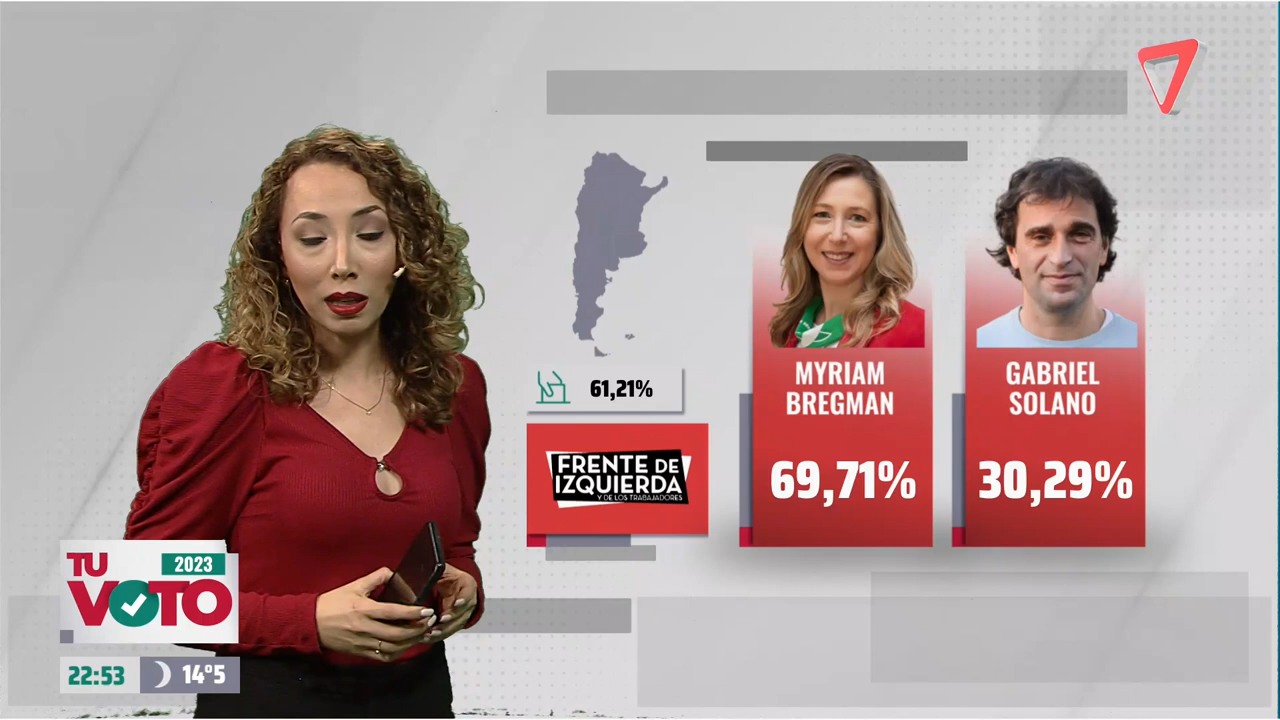 61,21%
FRENTE DE
IZQUIERDA
Y DE LOS TRABAJADORES
MYRIAM
BREGMAN
69,71%
GABRIEL
SOLANO
30,29%
TU
2023
VOTO
22:53
14°5